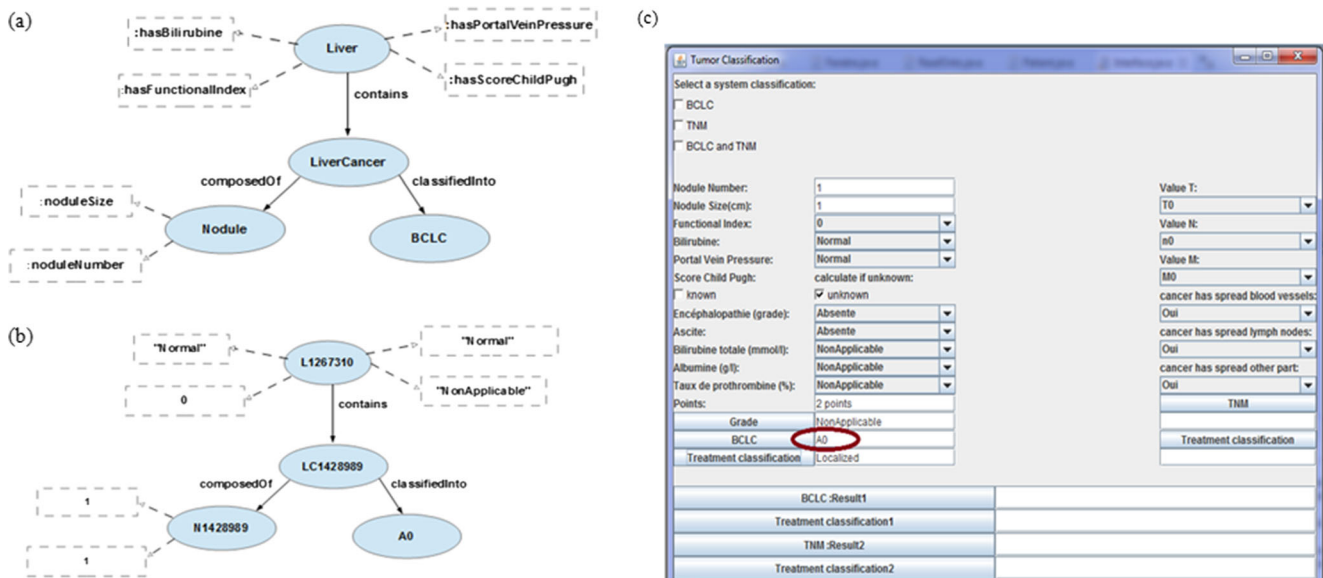 (a)
:hasBilirubine
Liver
:hasPortalVeinPressure
:hasFunctionalIndex
:hasScoreChildPugh
contains
LiverCancer
composedOf
classifiedInto
:noduleSize
Nodule
BCLC
:noduleNumber
(b)
"Normal"
L1267310
"Normal"
0
"NonApplicable"
contains
LC1428989
composedOf
classifiedInto
1
N1428989
A0
1
(c)
Tumor Classification
Select a system classification:
BCLC
TNM
BCLC and TNM
Nodule Number: 1
Nodule Size(cm): 1
Functional Index: 0
Bilirubine: Normal
Portal Vein Pressure: Normal
Score Child Pugh: calculate if unknown:
known unknown
Encéphalopathie (grade): Absente
Ascite: Absente
Bilirubine totale (mmol/l): NonApplicable
Albumine (g/l): NonApplicable
Taux de prothrombine (%): NonApplicable
Points: 2 points
Grade NonApplicable
BCLC A0
Treatment classification Localized
Value T:
T0
Value N:
n0
Value M:
M0
cancer has spread blood vessels:
Oui
cancer has spread lymph nodes:
Oui
cancer has spread other part:
Oui
TNM
Treatment classification
BCLC :Result1
Treatment classification1
TNM :Result2
Treatment classification2